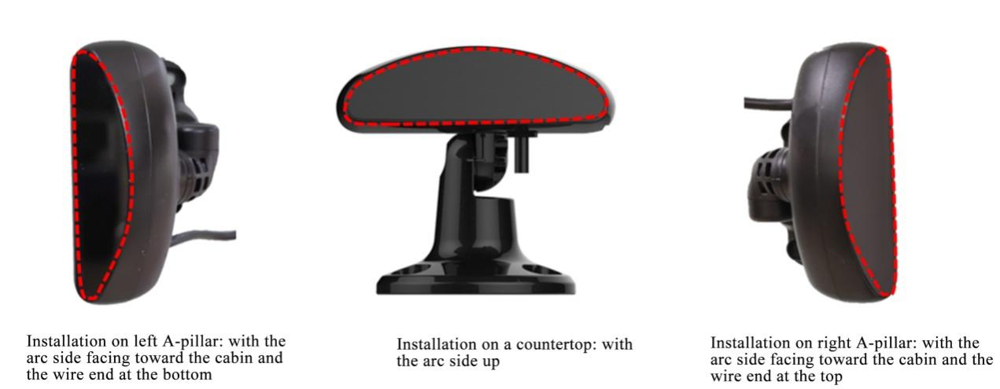 Installation on left A-pillar: with the
arc side facing toward the cabin and
the wire end at the bottom
Installation on a countertop: with
the arc side up
Installation on right A-pillar: with the
arc side facing toward the cabin and the
wire end at the top